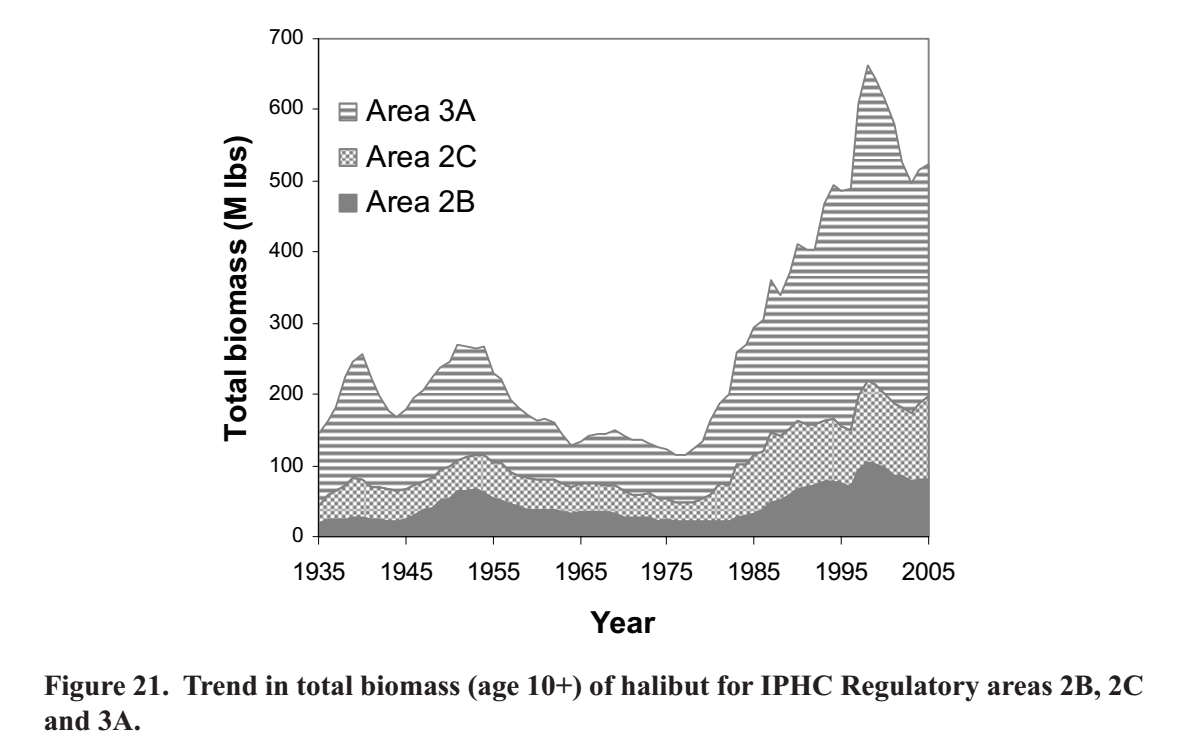 700
600
500
400
300
200
100
0
Total biomass (M lbs)
Area 3A
Area 2C
Area 2B
1935 1945 1955 1965 1975 1985 1995 2005
Year
Figure 21. Trend in total biomass (age 10+) of halibut for IPHC Regulatory areas 2B, 2C
and 3A.